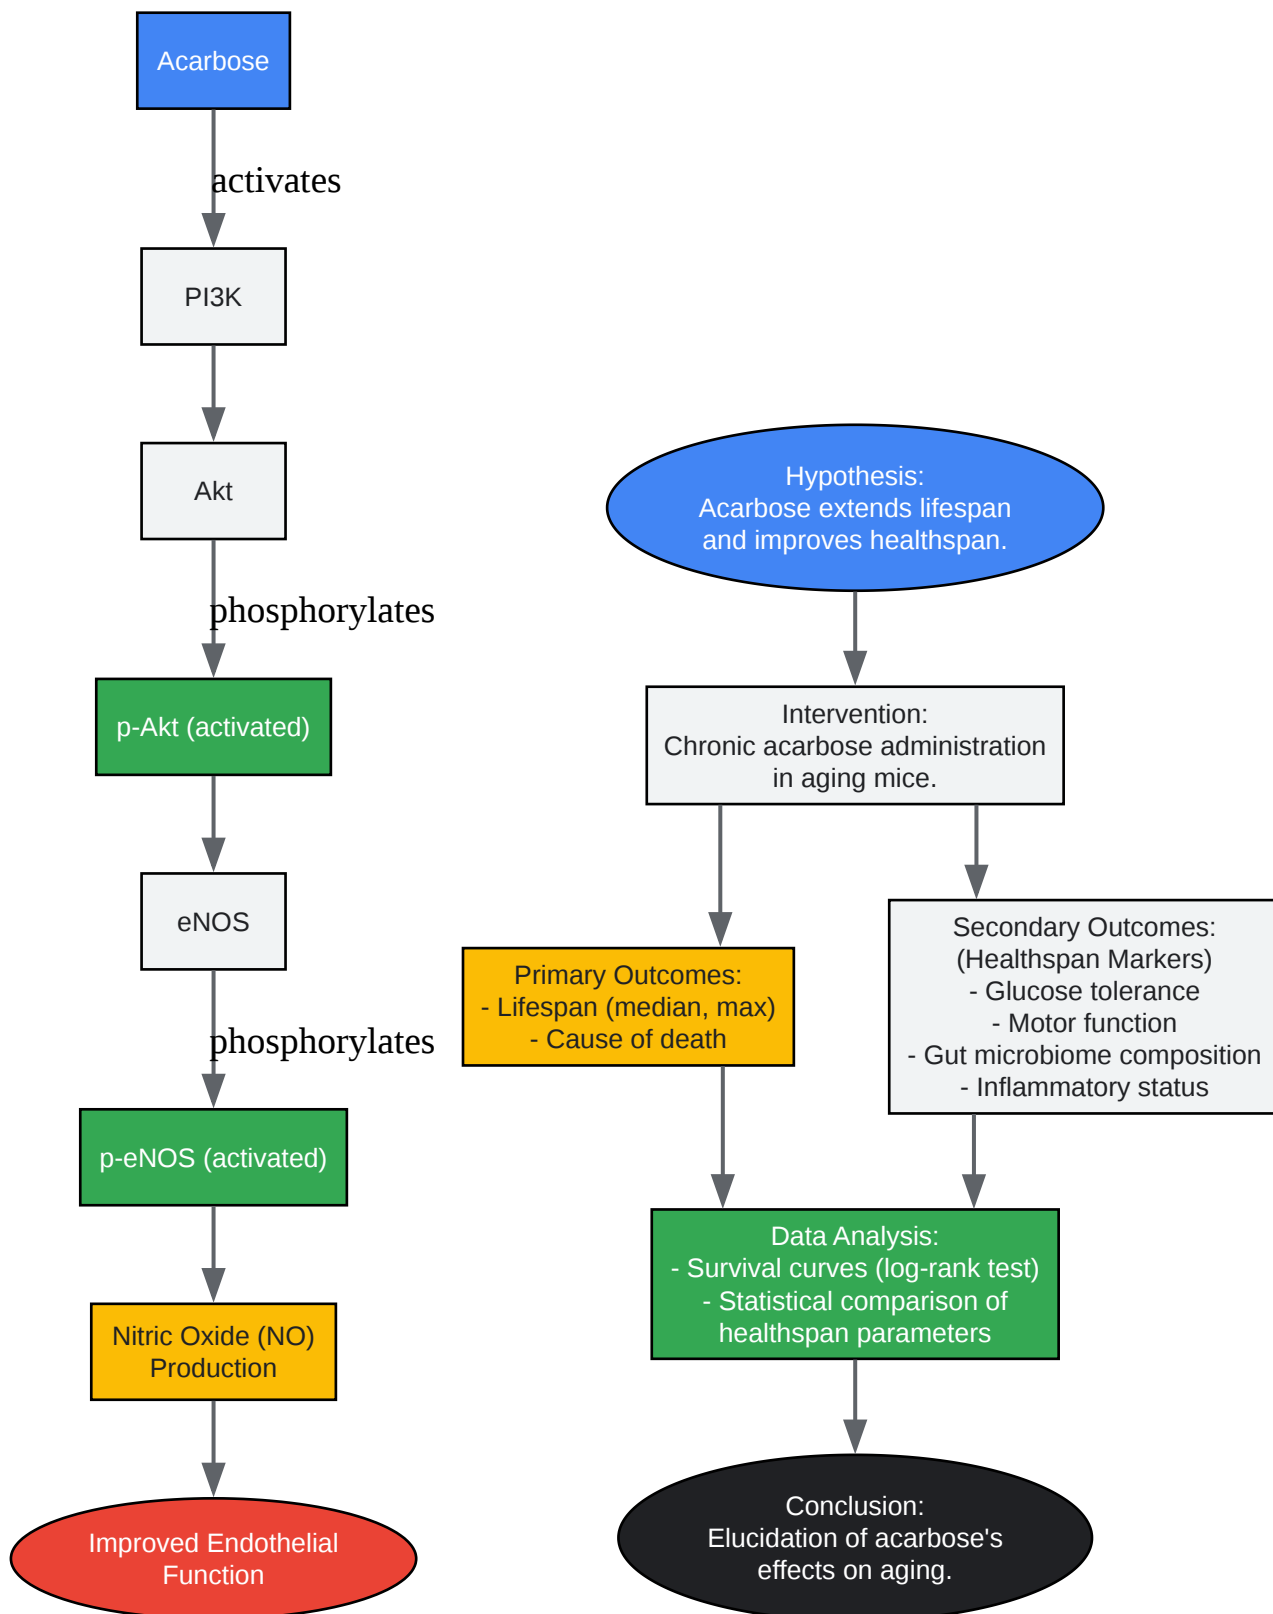 Acarbose
activates
PI3K
Akt
phosphorylates
p-Akt (activated)
eNOS
phosphorylates
p-eNOS (activated)
Nitric Oxide (NO)
Production
Improved Endothelial
Function
Hypothesis:
Acarbose extends lifespan
and improves healthspan.
Intervention:
Chronic acarbose administration
in aging mice.
Primary Outcomes:
- Lifespan (median, max)
- Cause of death
Secondary Outcomes:
(Healthspan Markers)
- Glucose tolerance
- Motor function
- Gut microbiome composition
- Inflammatory status
Data Analysis:
- Survival curves (log-rank test)
- Statistical comparison of
healthspan parameters
Conclusion:
Elucidation of acarbose's
effects on aging.